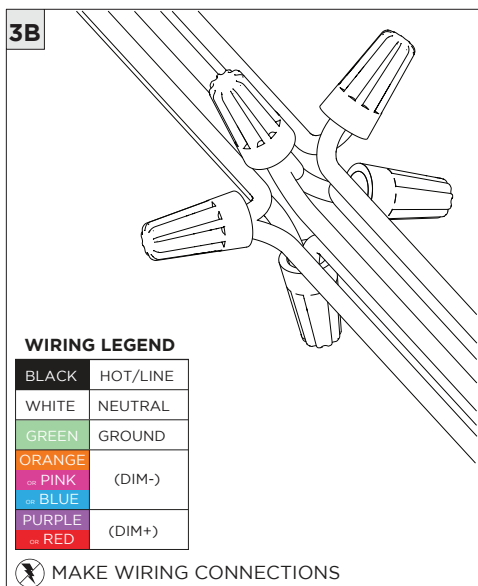 3B
WIRING LEGEND
BLACK HOT/LINE
WHITE NEUTRAL
GREEN GROUND
ORANGE
OR PINK (DIM-)
OR BLUE
PURPLE
OR RED (DIM+)
MAKE WIRING CONNECTIONS